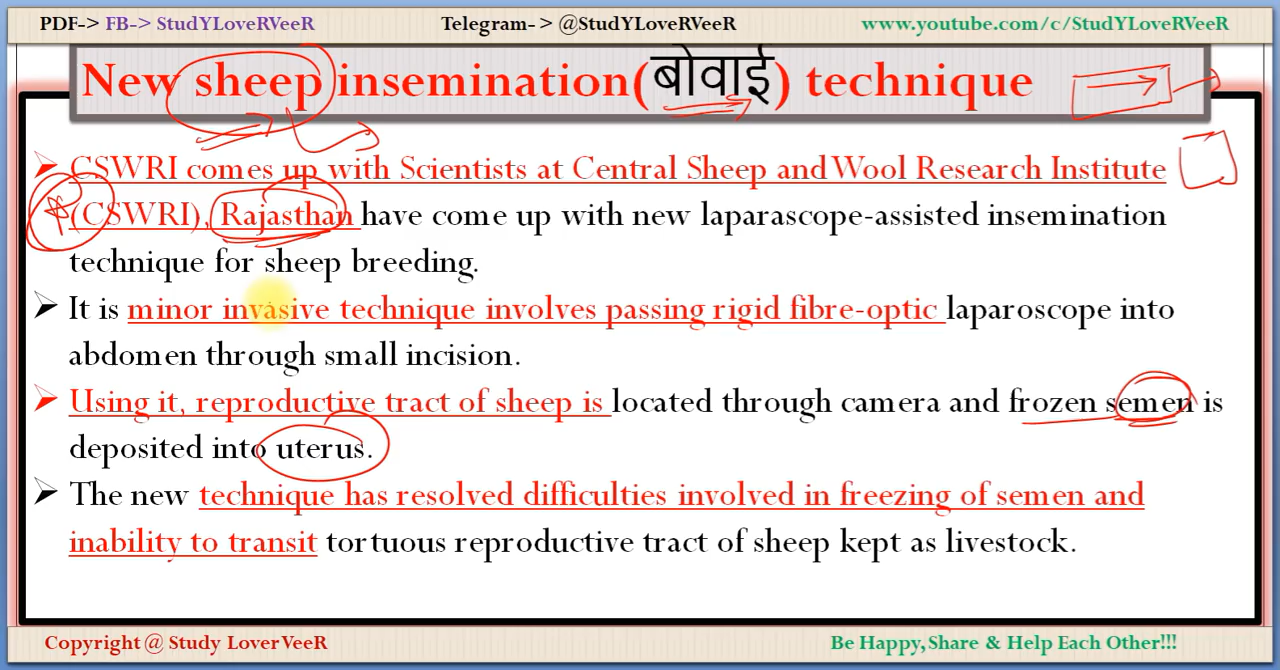 PDF-> FB-> StudYLoveRVeeR Telegram-> @StudYLoveRVeeR www.youtube.com/c/StudYLoveRVeeR
New sheep insemination(बोवाई) technique
CSWRI comes up with Scientists at Central Sheep and Wool Research Institute
(CSWRI), Rajasthan have come up with new laparascope-assisted insemination
technique for sheep breeding.
It is minor invasive technique involves passing rigid fibre-optic laparoscope into
abdomen through small incision.
Using it, reproductive tract of sheep is located through camera and frozen semen is
deposited into uterus.
The new technique has resolved difficulties involved in freezing of semen and
inability to transit tortuous reproductive tract of sheep kept as livestock.
Copyright @ Study LoverVeeR Be Happy,Share & Help Each Other!!!